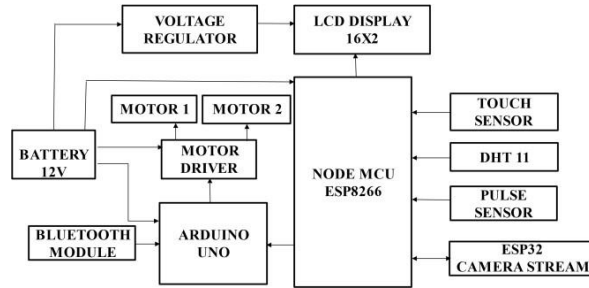 VOLTAGE
REGULATOR
LCD DISPLAY
16X2
MOTOR 1
MOTOR 2
TOUCH
SENSOR
BATTERY
12V
MOTOR
DRIVER
NODE MCU
ESP8266
DHT 11
PULSE
SENSOR
BLUETOOTH
MODULE
ARDUINO
UNO
ESP32
CAMERA STREAM